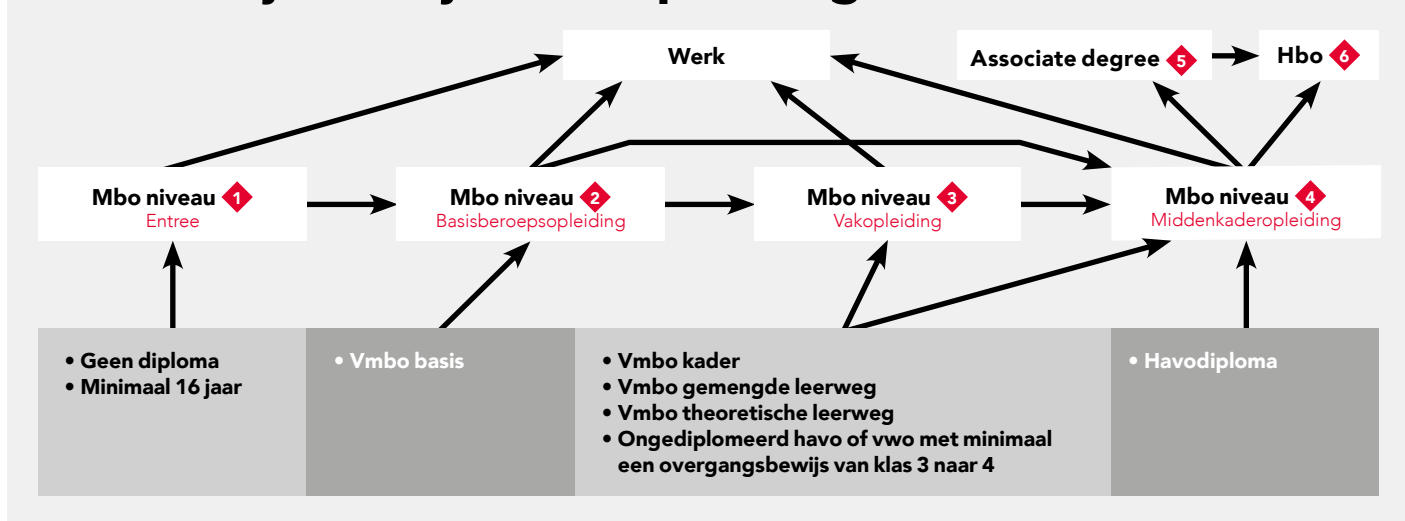 Werk
Associate degree 5
Hbo 6
Mbo niveau 1
Entree
Mbo niveau 2
Basisberoepsopleiding
Mbo niveau 3
Vakopleiding
Mbo niveau 4
Middenkaderopleiding
• Geen diploma
• Minimaal 16 jaar
• Vmbo basis
• Vmbo kader
• Vmbo gemengde leerweg
• Vmbo theoretische leerweg
• Ongediplomeerd havo of vwo met minimaal
een overgangsbewijs van klas 3 naar 4
• Havodiploma